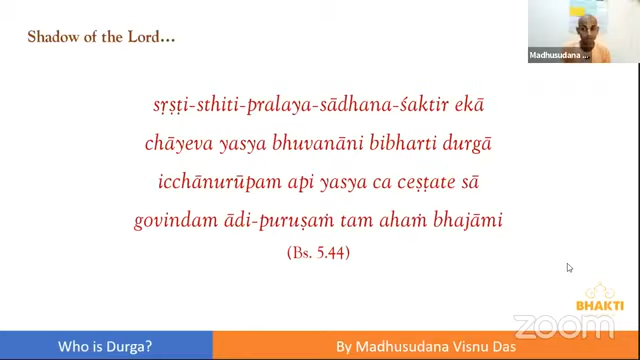 Shadow of the Lord…
Madhusudana ...
sṛṣṭi-sthiti-pralaya-sādhana-śaktir ekā
chāyeva yasya bhuvanāni bibharti durgā
icchānurūpam api yasya ca ceṣṭate sā
govindam ādi-puruṣaṁ tam ahaṁ bhajāmi
(Bs. 5.44)
BHAKTI
zoom
Who is Durga?
By Madhusudana Visnu Das